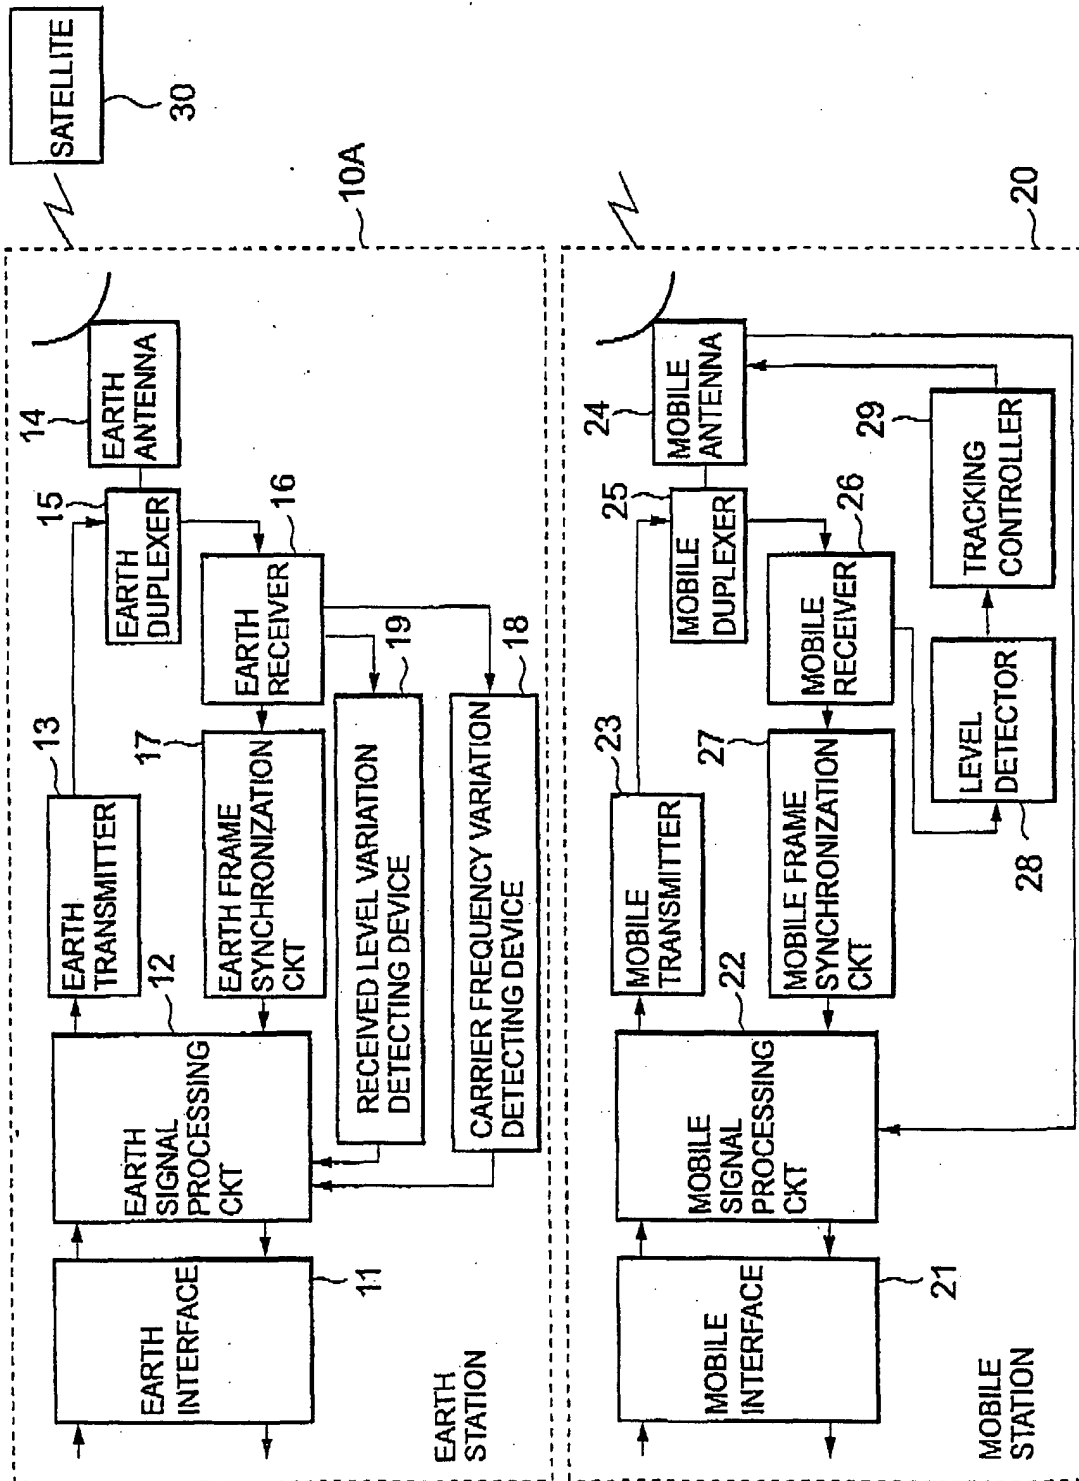 SATELLITE
30
10A
EARTH
INTERFACE
11
EARTH
SIGNAL
PROCESSING
CKT
12
EARTH
TRANSMITTER
13
EARTH
DUPLEXER
15
EARTH
ANTENNA
14
EARTH
RECEIVER
16
EARTH FRAME
SYNCHRONIZATION
CKT
17
RECEIVED LEVEL VARIATION
DETECTING DEVICE
19
CARRIER FREQUENCY VARIATION
DETECTING DEVICE
18
EARTH
STATION
20
MOBILE
INTERFACE
21
MOBILE
SIGNAL
PROCESSING
CKT
22
MOBILE
TRANSMITTER
23
MOBILE
DUPLEXER
25
MOBILE
ANTENNA
24
MOBILE
RECEIVER
26
MOBILE FRAME
SYNCHRONIZATION
CKT
27
LEVEL
DETECTOR
28
TRACKING
CONTROLLER
29
MOBILE
STATION